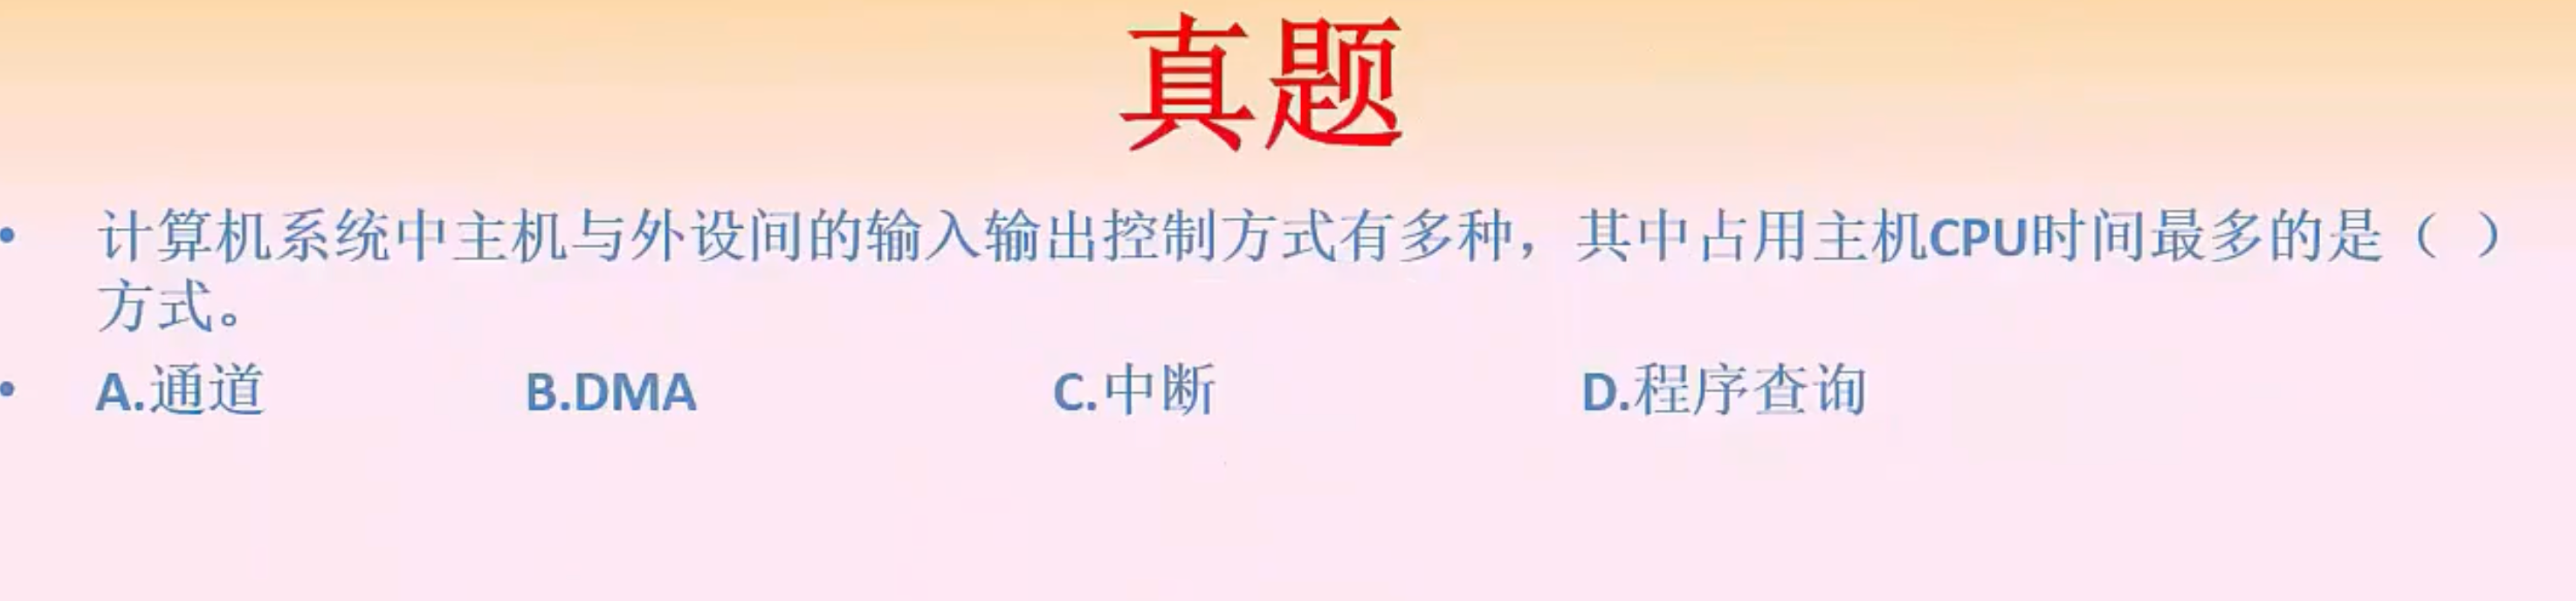 真题
• 计算机系统中主机与外设间的输入输出控制方式有多种，其中占用主机CPU时间最多的是（ ）
方式。
• A.通道 B.DMA C.中断 D.程序查询